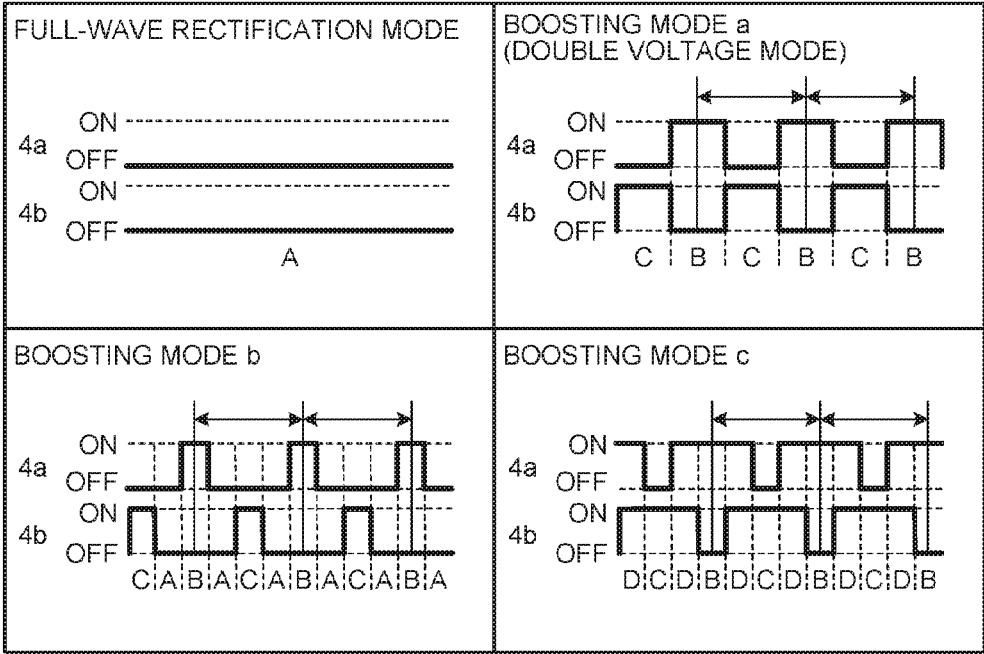 FULL-WAVE RECTIFICATION MODE
4a
ON
OFF
4b
ON
OFF
A
BOOSTING MODE a
(DOUBLE VOLTAGE MODE)
4a
ON
OFF
4b
ON
OFF
C B C B C B
BOOSTING MODE b
4a
ON
OFF
4b
ON
OFF
C A B A C A B A C A B A
BOOSTING MODE c
4a
ON
OFF
4b
ON
OFF
D C D B D C D B D C D B